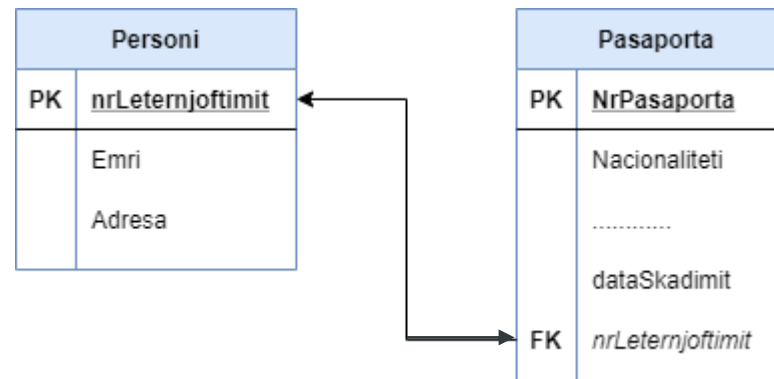 Personi
PK nrLeternjoftimit
Emri
Adresa
Pasaporta
PK NrPasaporta
Nacionaliteti
............
dataSkadimit
FK nrLeternjoftimit